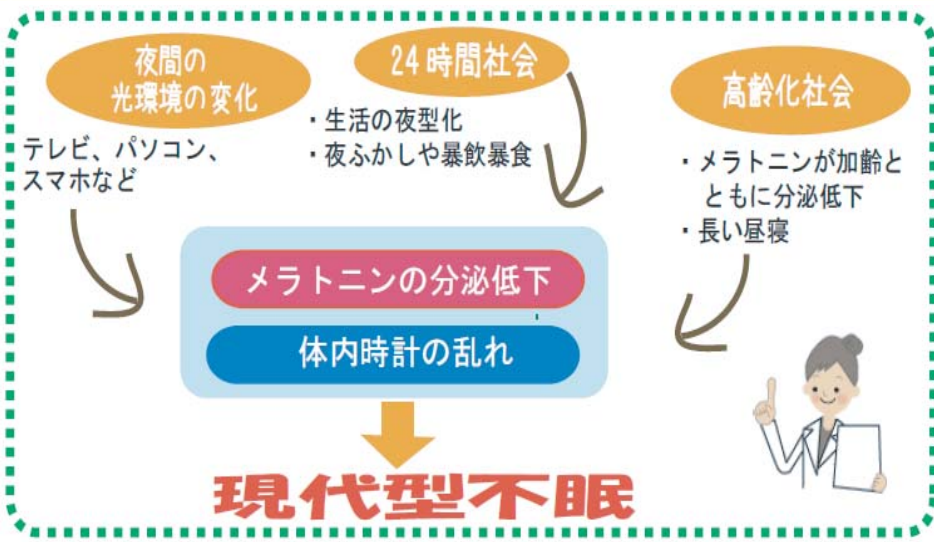 夜間の
光環境の変化
テレビ、パソコン、
スマホなど
24時間社会
・生活の夜型化
・夜ふかしや暴飲暴食
高齢化社会
・メラトニンが加齢と
ともに分泌低下
・長い昼寝
メラトニンの分泌低下
体内時計の乱れ
現代型不眠